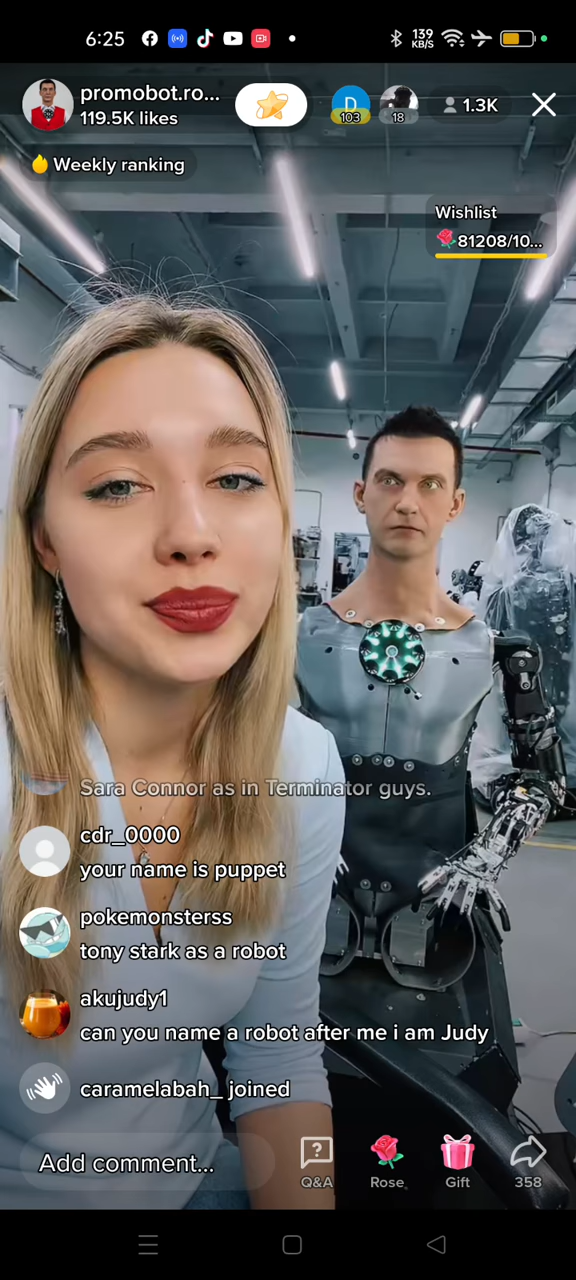 6:25
139
KB/S
promobot.ro...
119.5K likes
D
103
18
1.3K
Weekly ranking
Wishlist
81208/10...
Sara Connor as in Terminator guys.
cdr_0000
your name is puppet
pokemonsterss
tony stark as a robot
akujudy1
can you name a robot after me i am Judy
caramelabah_ joined
Add comment...
Q&A
Rose
Gift
358